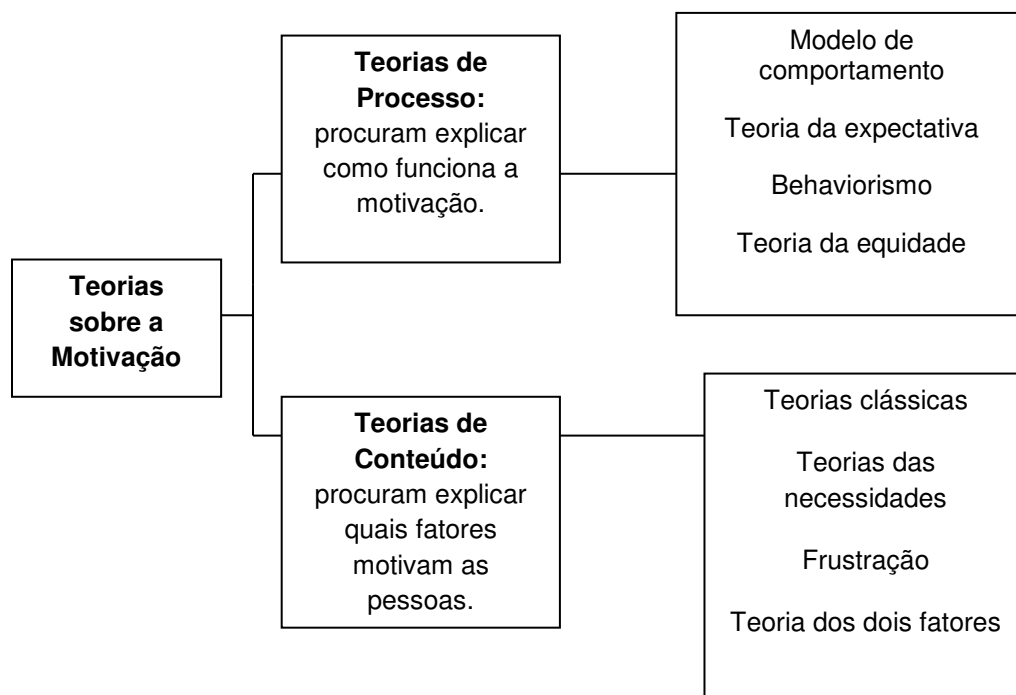 Teorias
sobre a
Motivação
Teorias de
Processo:
procuram explicar
como funciona a
motivação.
Modelo de
comportamento
Teoria da expectativa
Behaviorismo
Teoria da equidade
Teorias de
Conteúdo:
procuram explicar
quais fatores
motivam as
pessoas.
Teorias clássicas
Teorias das
necessidades
Frustração
Teoria dos dois fatores